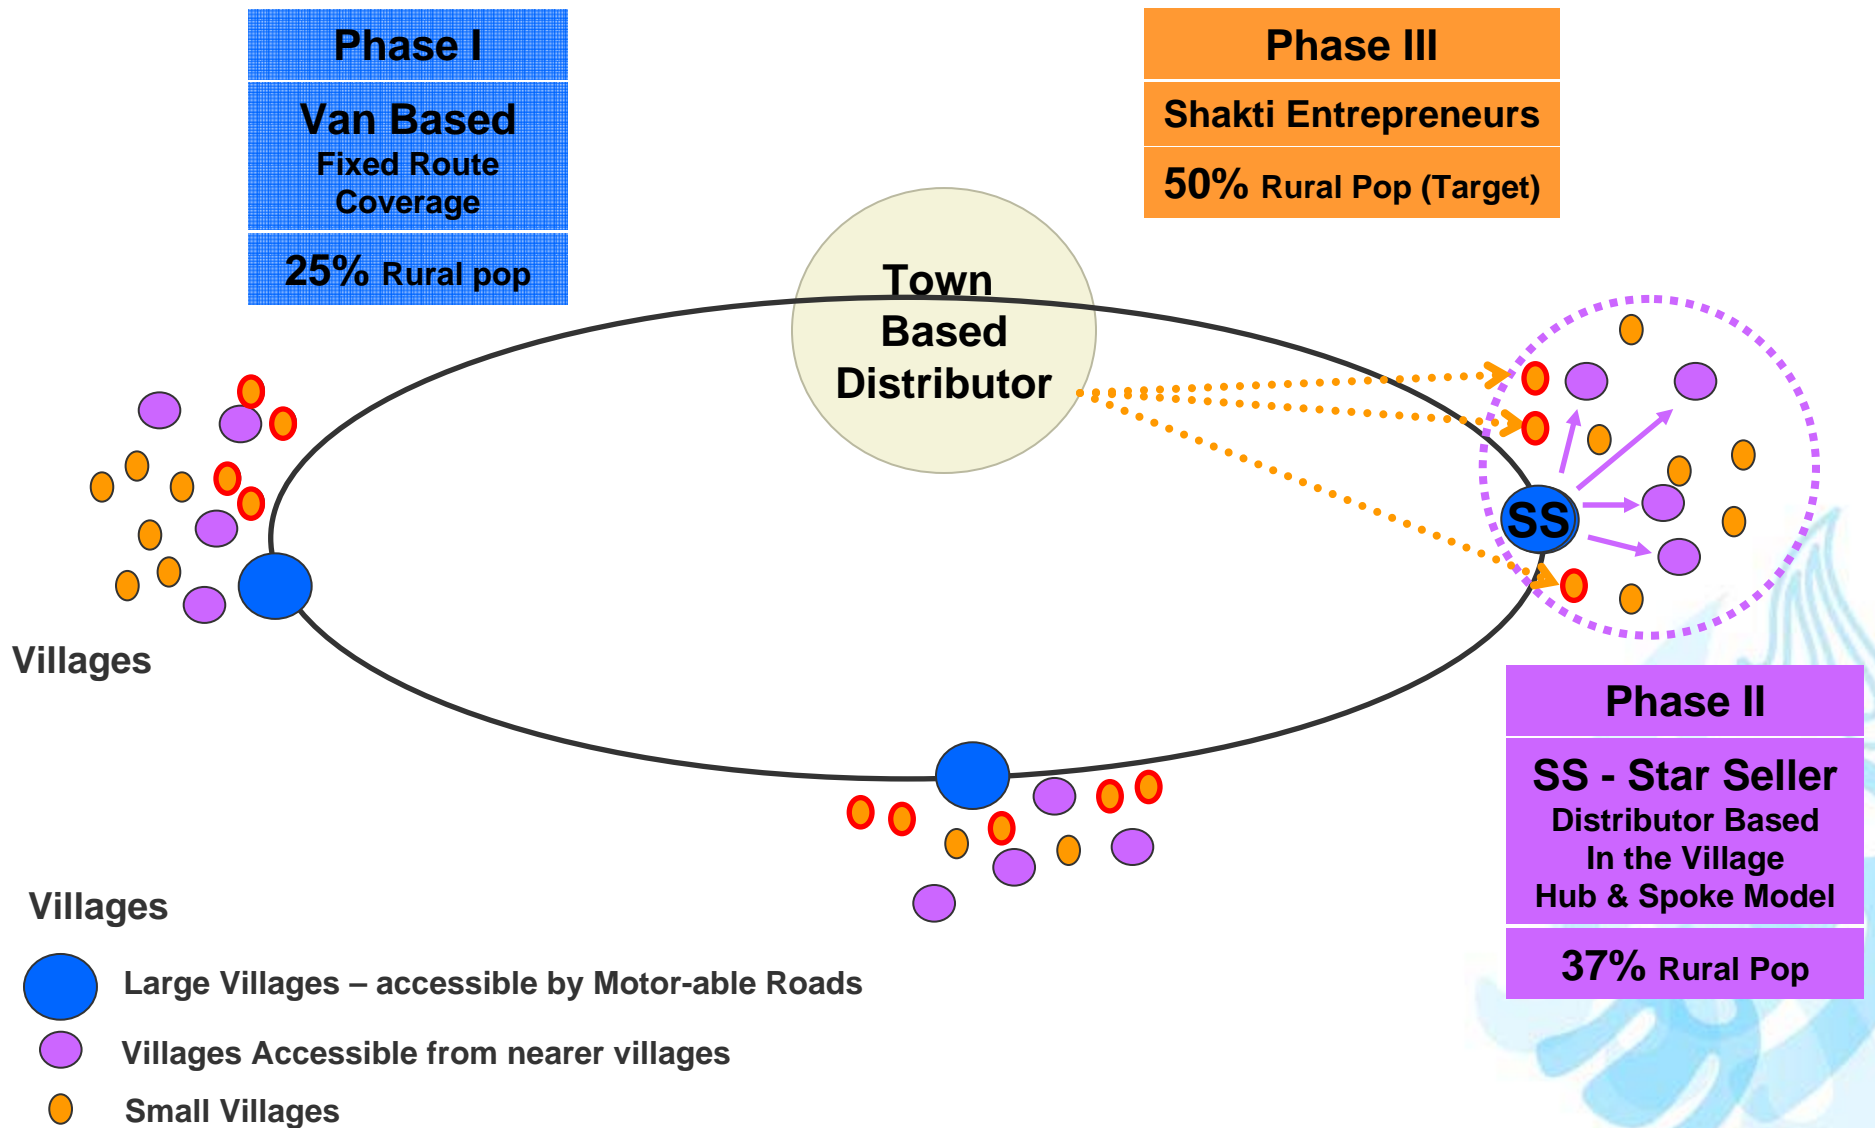 Phase I
Van Based
Fixed Route
Coverage
25% Rural pop
Phase III
Shakti Entrepreneurs
50% Rural Pop (Target)
Town
Based
Distributor
SS
Villages
Phase II
SS - Star Seller
Distributor Based
In the Village
Hub & Spoke Model
37% Rural Pop
Villages
Large Villages – accessible by Motor-able Roads
Villages Accessible from nearer villages
Small Villages